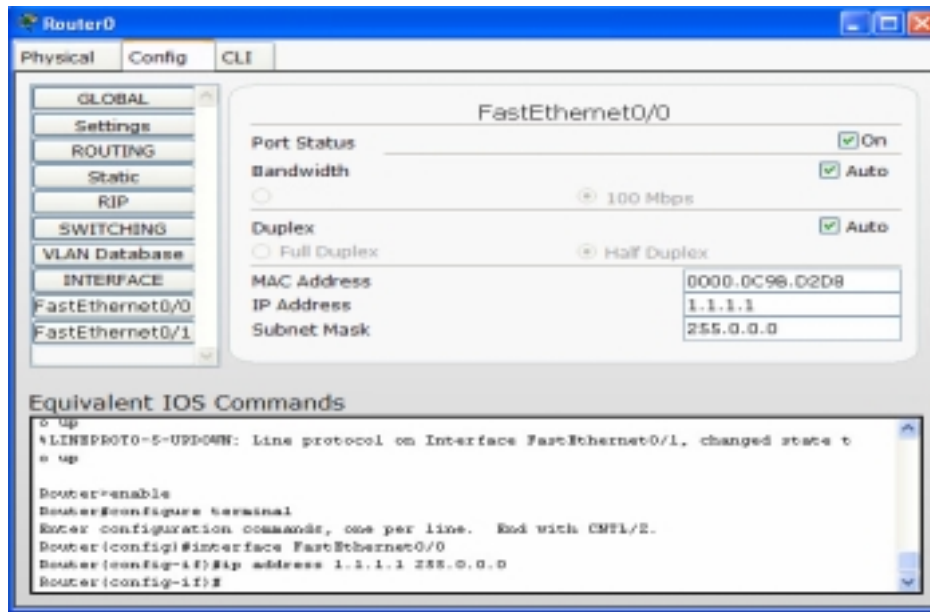 Router0
Physical
Config
CLI
GLOBAL
Settings
ROUTING
Static
RIP
SWITCHING
VLAN Database
INTERFACE
FastEthernet0/0
FastEthernet0/1
FastEthernet0/0
Port Status
On
Bandwidth
Auto
100 Mbps
Duplex
Auto
Full Duplex
Half Duplex
MAC Address
0000.0C98.D2D8
IP Address
1.1.1.1
Subnet Mask
255.0.0.0
Equivalent IOS Commands
o up
%LINEPROTO-5-UPDOWN: Line protocol on Interface FastEthernet0/1, changed state t
o up
Router>enable
Router#configure terminal
Enter configuration commands, one per line. End with CNTL/Z.
Router(config)#interface FastEthernet0/0
Router(config-if)#ip address 1.1.1.1 255.0.0.0
Router(config-if)#